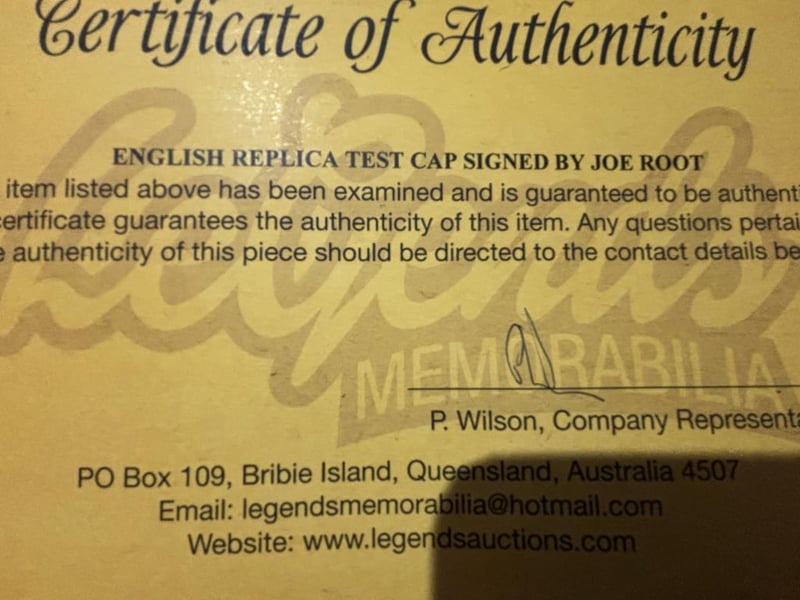 Certificate of Authenticity
Legends
MEMORABILIA
ENGLISH REPLICA TEST CAP SIGNED BY JOE ROOT
item listed above has been examined and is guaranteed to be authenti
certificate guarantees the authenticity of this item. Any questions pertai
e authenticity of this piece should be directed to the contact details be
P. Wilson, Company Representa
PO Box 109, Bribie Island, Queensland, Australia 4507
Email: legendsmemorabilia@hotmail.com
Website: www.legendsauctions.com